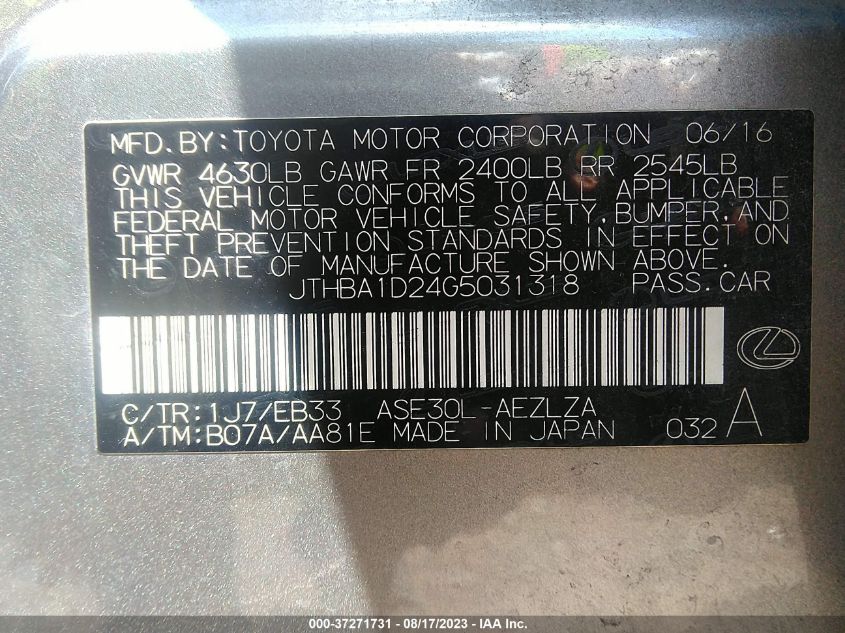 MFD. BY: TOYOTA MOTOR CORPORATION 06/16
GVWR 4630LB GAWR FR 2400LB RR 2545LB
THIS VEHICLE CONFORMS TO ALL APPLICABLE
FEDERAL MOTOR VEHICLE SAFETY, BUMPER, AND
THEFT PREVENTION STANDARDS IN EFFECT ON
THE DATE OF MANUFACTURE SHOWN ABOVE.
JTHBA1D24G5031318 PASS. CAR
C/TR: 1J7/EB33 ASE30L-AEZLZA
A/TM: B07A/AA81E MADE IN JAPAN 032 A
000-37271731 - 08/17/2023 - IAA Inc.